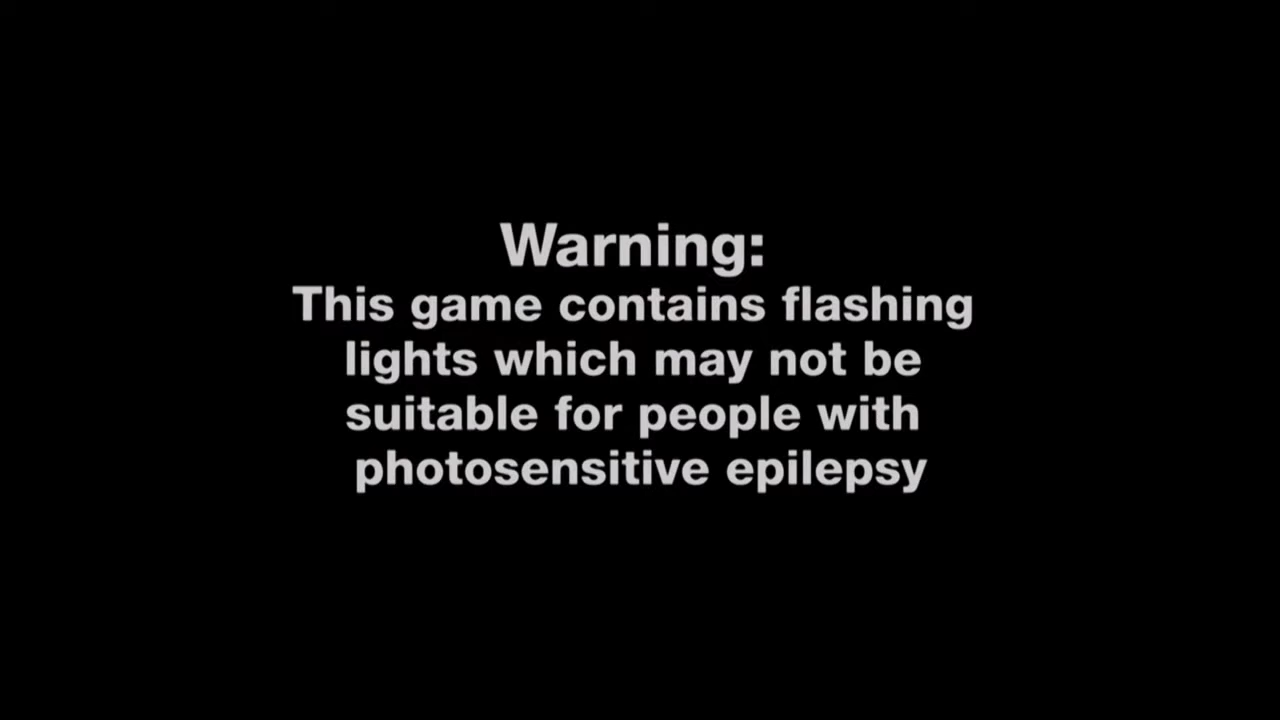 Warning:
This game contains flashing
lights which may not be
suitable for people with
photosensitive epilepsy